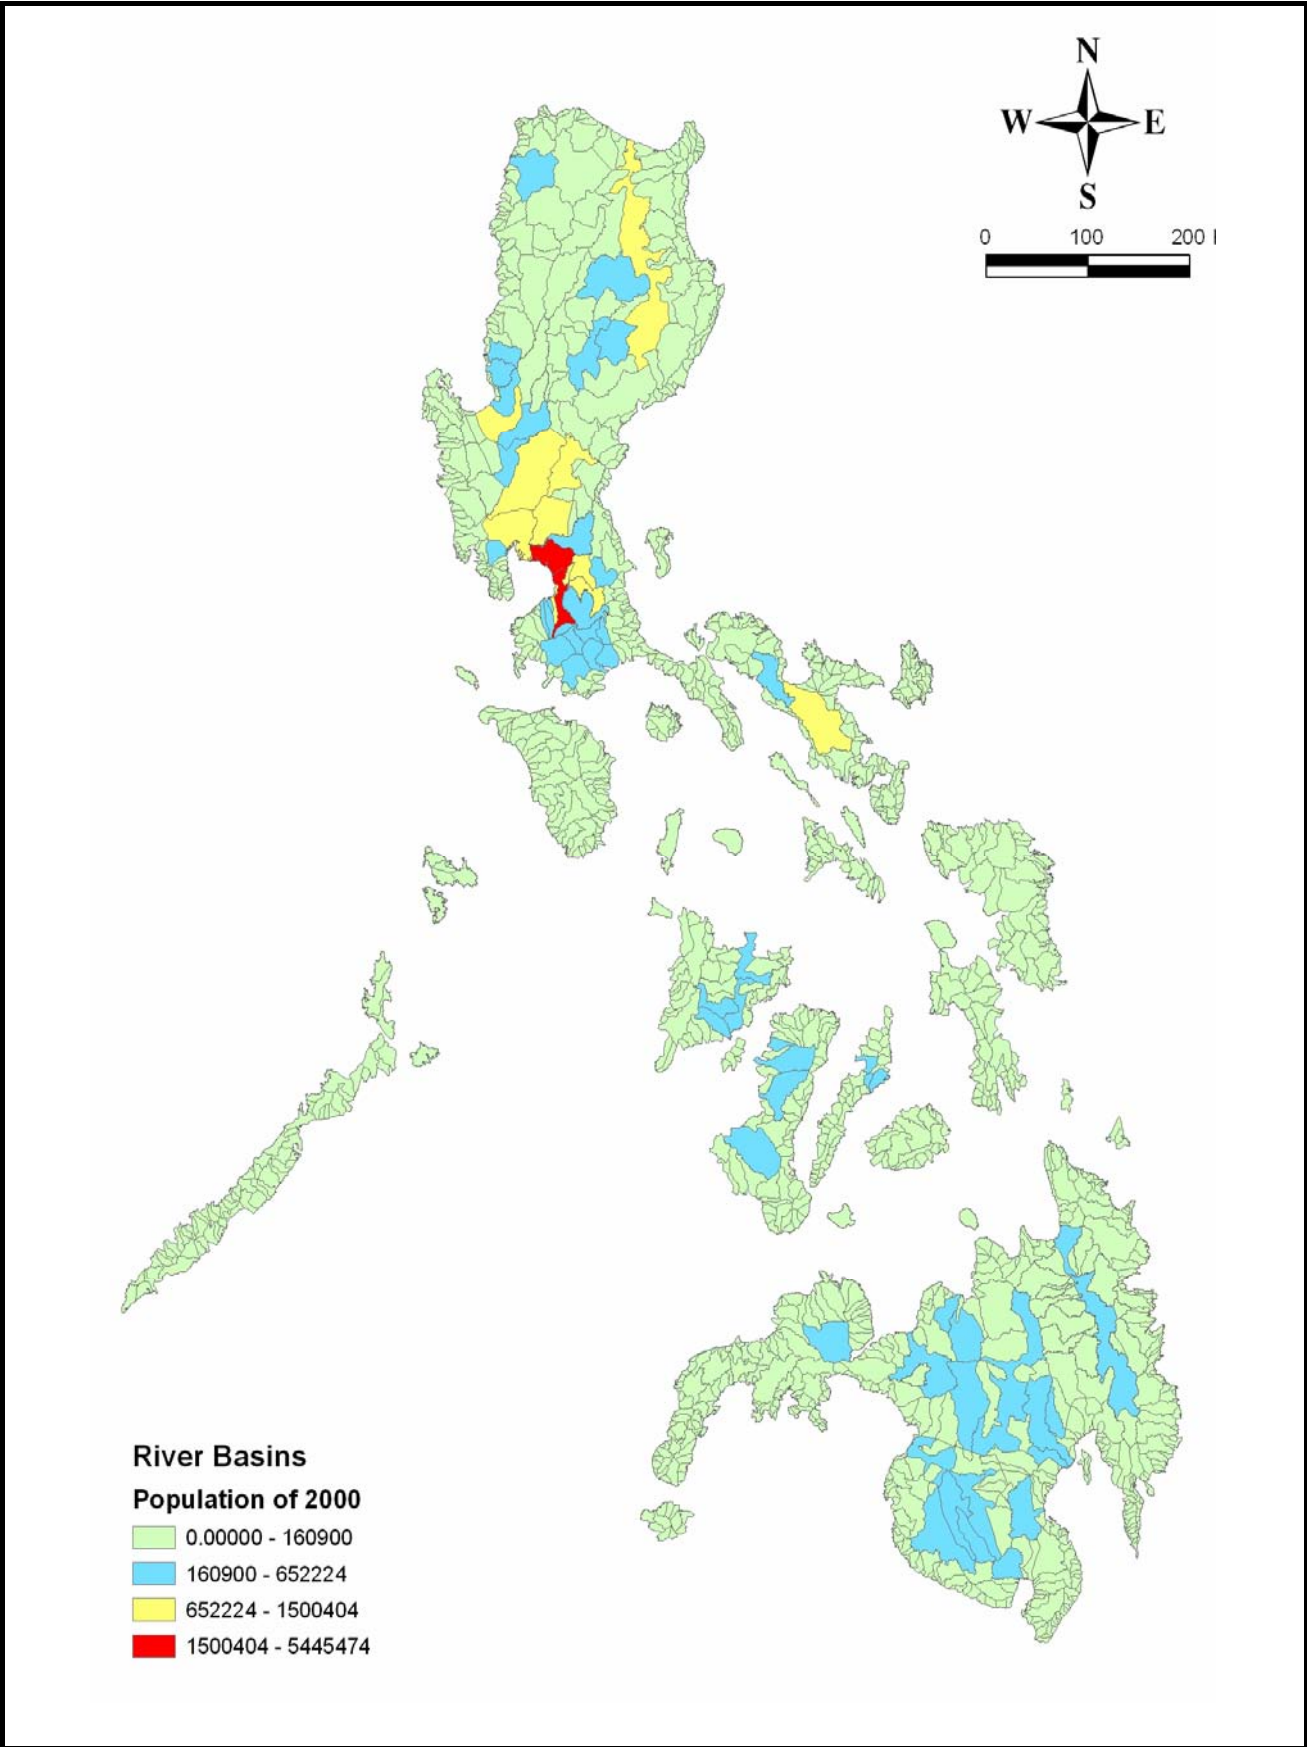 N
W E
S
0 100 200
River Basins
Population of 2000
0.00000 - 160900
160900 - 652224
652224 - 1500404
1500404 - 5445474